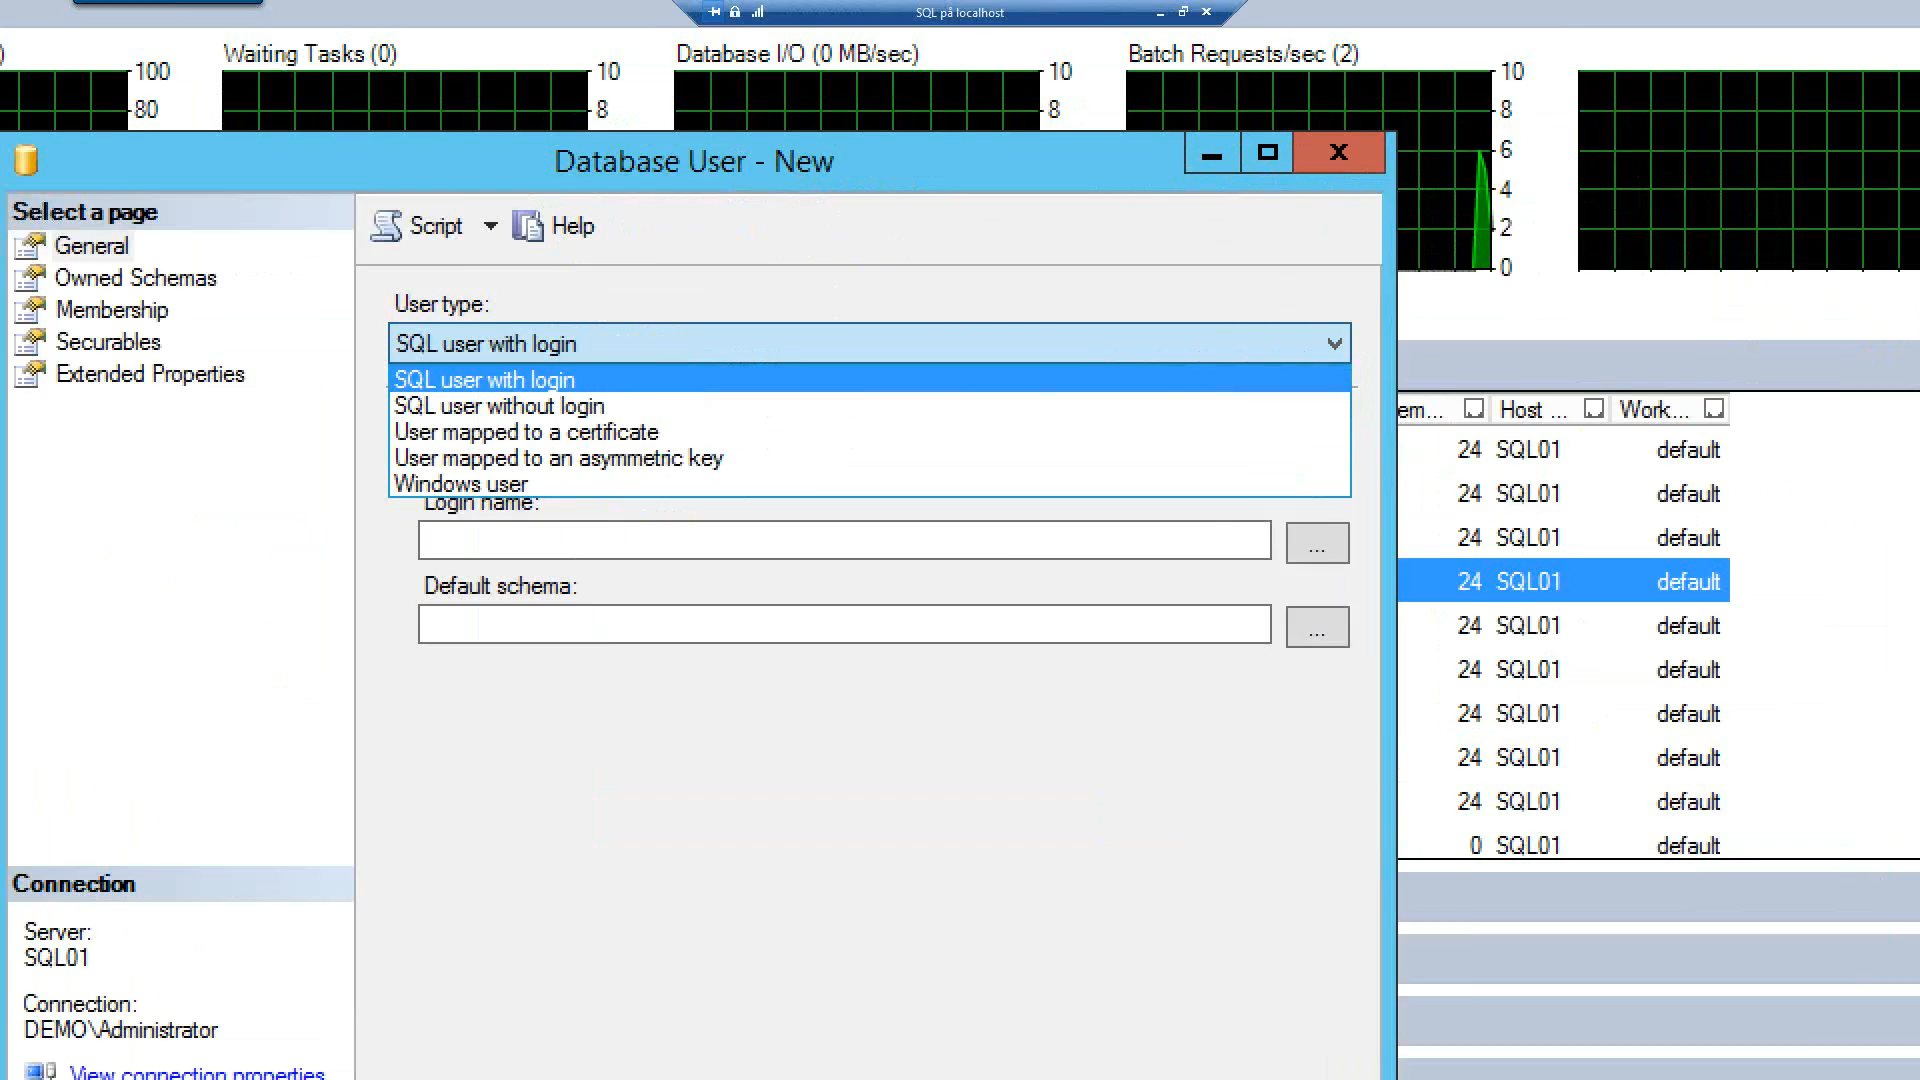 SQL på localhost
)
Waiting Tasks (0)
Database I/O (0 MB/sec)
Batch Requests/sec (2)
100
80
10
8
10
8
10
8
6
4
2
0
Database User - New
Select a page
General
Owned Schemas
Membership
Securables
Extended Properties
Script
Help
User type:
SQL user with login
SQL user with login
SQL user without login
User mapped to a certificate
User mapped to an asymmetric key
Windows user
Login name:
...
Default schema:
...
em... Host ... Work...
24 SQL01 default
24 SQL01 default
24 SQL01 default
24 SQL01 default
24 SQL01 default
24 SQL01 default
24 SQL01 default
24 SQL01 default
24 SQL01 default
0 SQL01 default
Connection
Server:
SQL01
Connection:
DEMO\Administrator
View connection properties